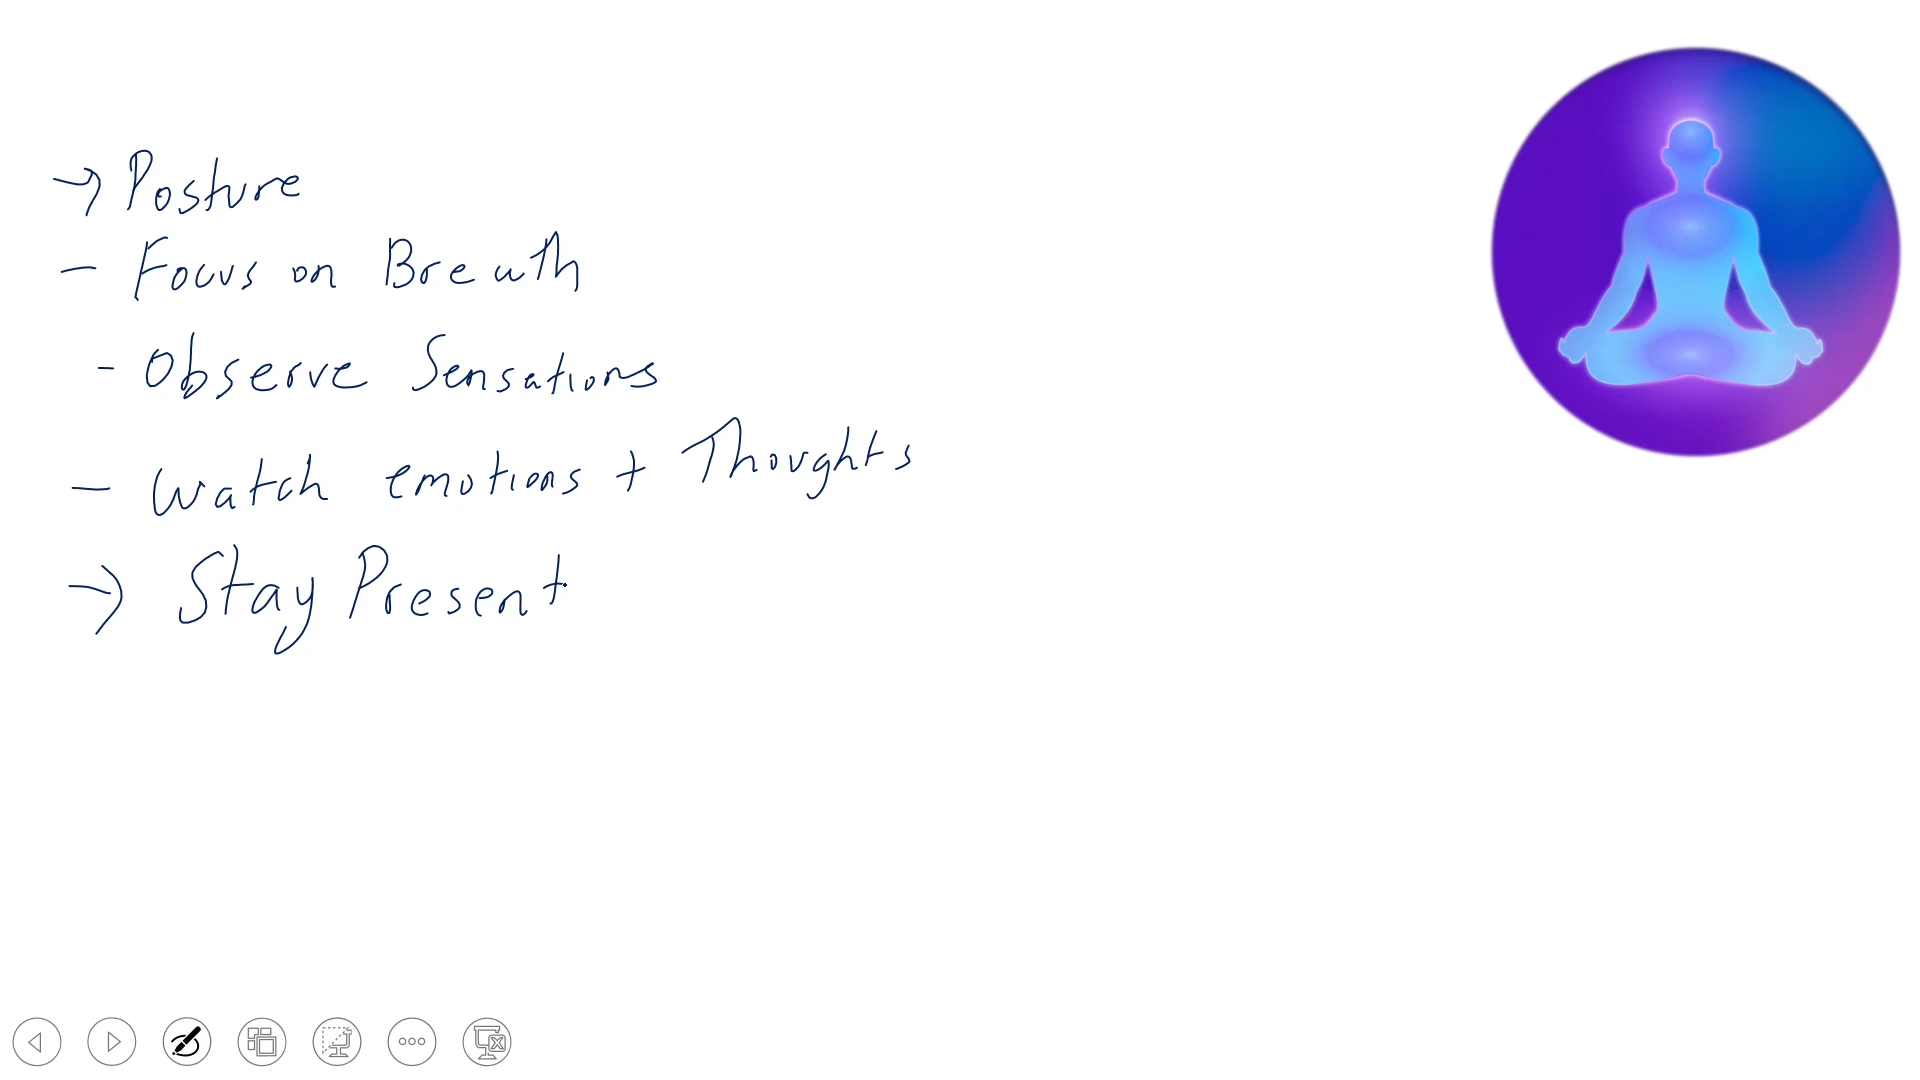 → Posture
- Focus on Breath
- Observe Sensations
- Watch emotions + Thoughts
→ Stay Present